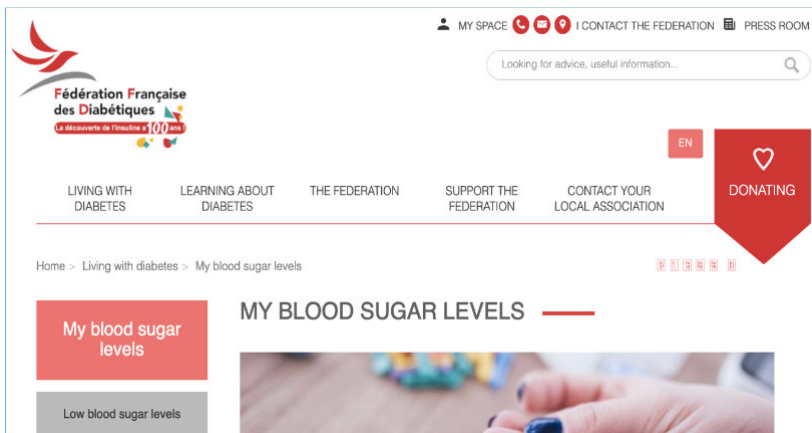 MY SPACE I CONTACT THE FEDERATION PRESS ROOM
Looking for advice, useful information...
Fédération Française
des Diabétiques
La découverte de l'insuline a 100 ans !
EN
DONATING
LIVING WITH
DIABETES
LEARNING ABOUT
DIABETES
THE FEDERATION
SUPPORT THE
FEDERATION
CONTACT YOUR
LOCAL ASSOCIATION
Home > Living with diabetes > My blood sugar levels
My blood sugar
levels
Low blood sugar levels
MY BLOOD SUGAR LEVELS